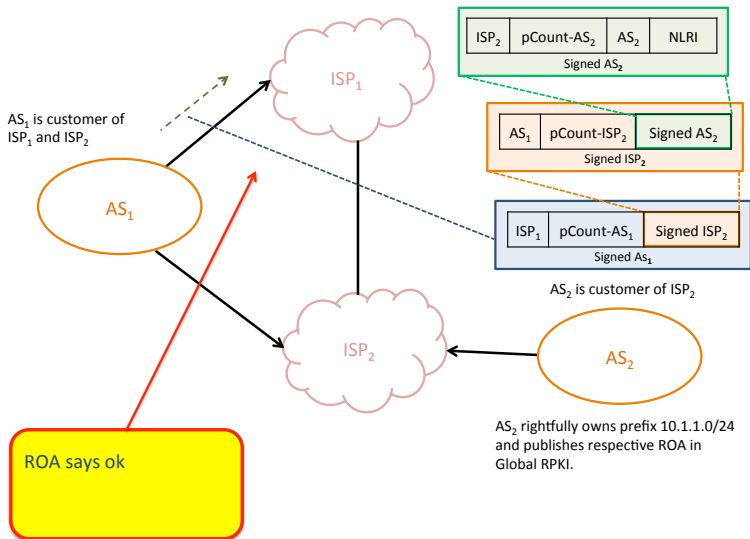 ISP₂ pCount-AS₂ AS₂ NLRI
Signed AS₂
ISP₁
AS₁ is customer of
ISP₁ and ISP₂
AS₁ pCount-ISP₂ Signed AS₂
Signed ISP₂
AS₁
ISP₁ pCount-AS₁ Signed ISP₂
Signed As₁
AS₂ is customer of ISP₂
ISP₂
AS₂
AS₂ rightfully owns prefix 10.1.1.0/24
and publishes respective ROA in
Global RPKI.
ROA says ok